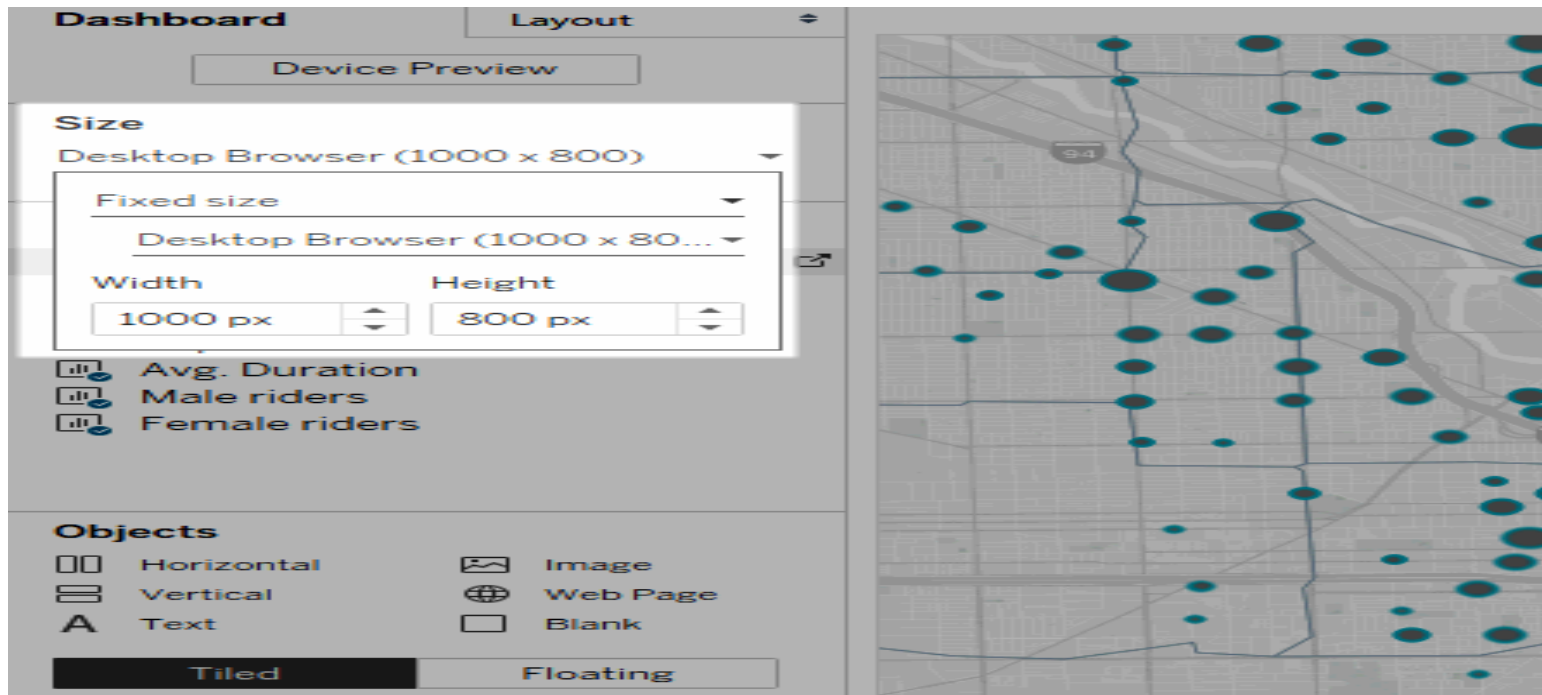 Dashboard Layout
Device Preview
Size
Desktop Browser (1000 x 800)
Fixed size
Desktop Browser (1000 x 80...
Width Height
1000 px 800 px
Avg. Duration
Male riders
Female riders
Objects
Horizontal Image
Vertical Web Page
A Text Blank
Tiled Floating
94